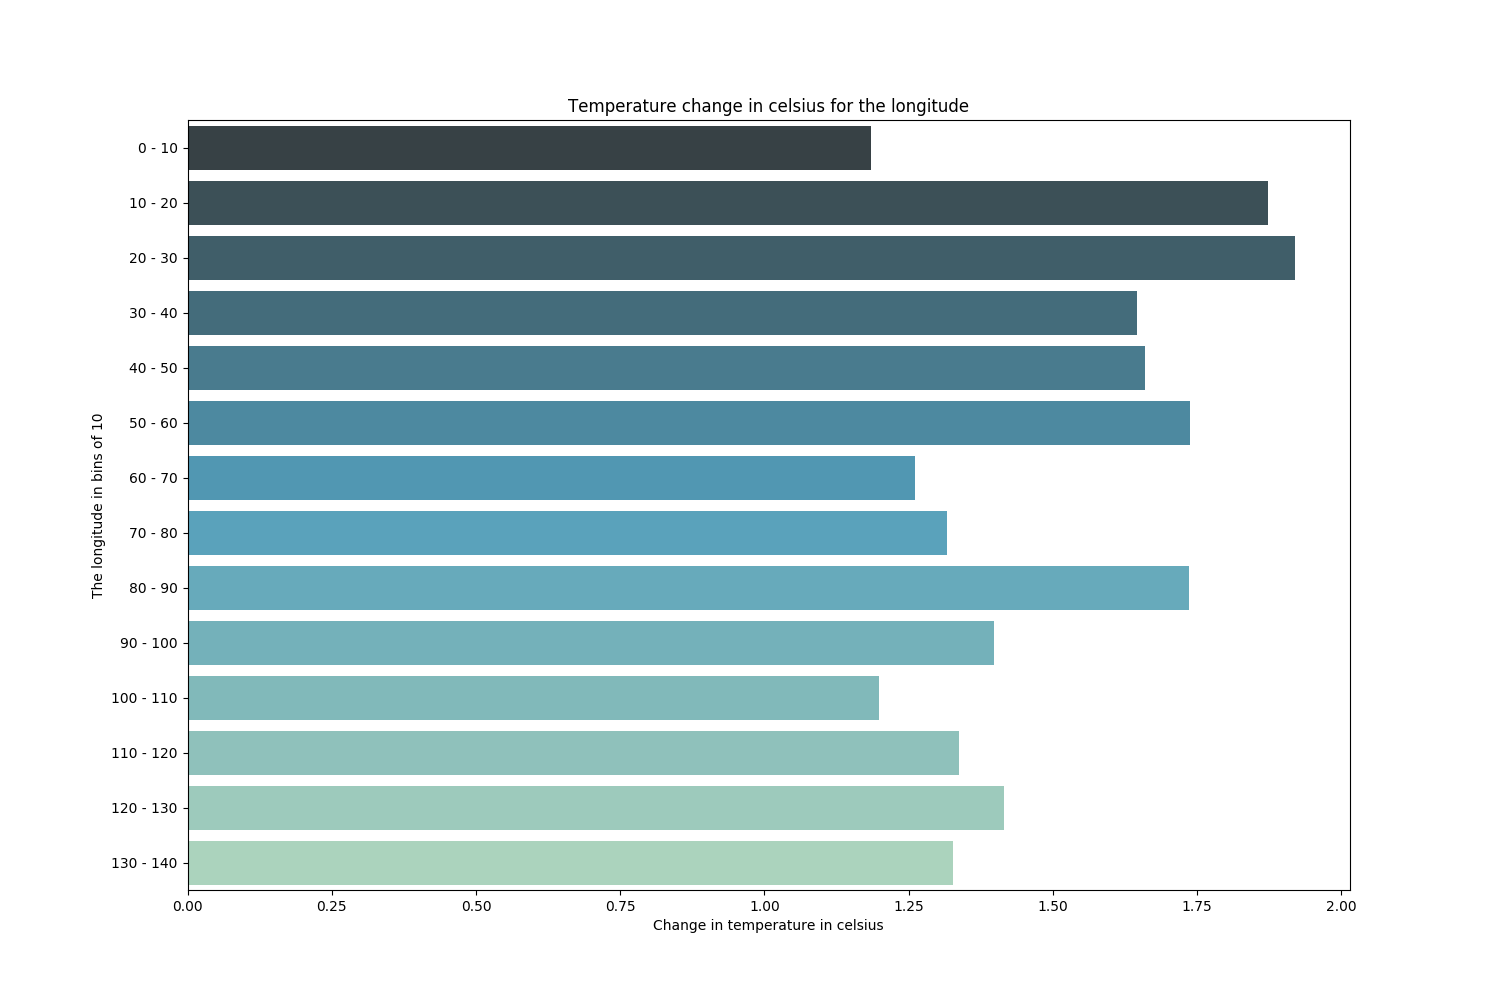 Temperature change in celsius for the longitude
The longitude in bins of 10
0 - 10
10 - 20
20 - 30
30 - 40
40 - 50
50 - 60
60 - 70
70 - 80
80 - 90
90 - 100
100 - 110
110 - 120
120 - 130
130 - 140
0.00 0.25 0.50 0.75 1.00 1.25 1.50 1.75 2.00
Change in temperature in celsius